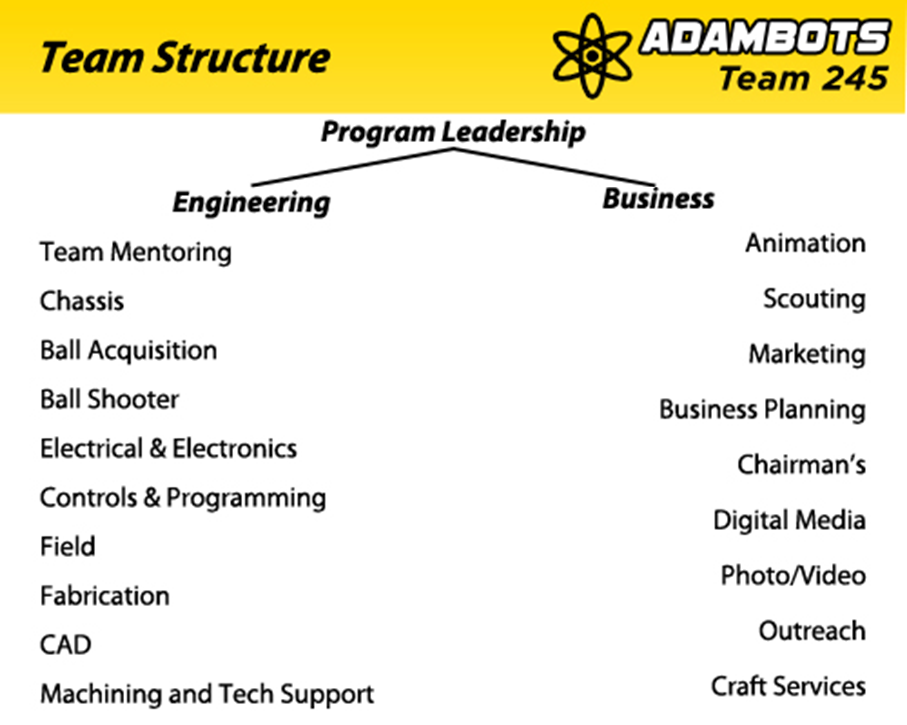 Team Structure
ADAMBOTS
Team 245
Program Leadership
Engineering
Team Mentoring
Chassis
Ball Acquisition
Ball Shooter
Electrical & Electronics
Controls & Programming
Field
Fabrication
CAD
Machining and Tech Support
Business
Animation
Scouting
Marketing
Business Planning
Chairman’s
Digital Media
Photo/Video
Outreach
Craft Services